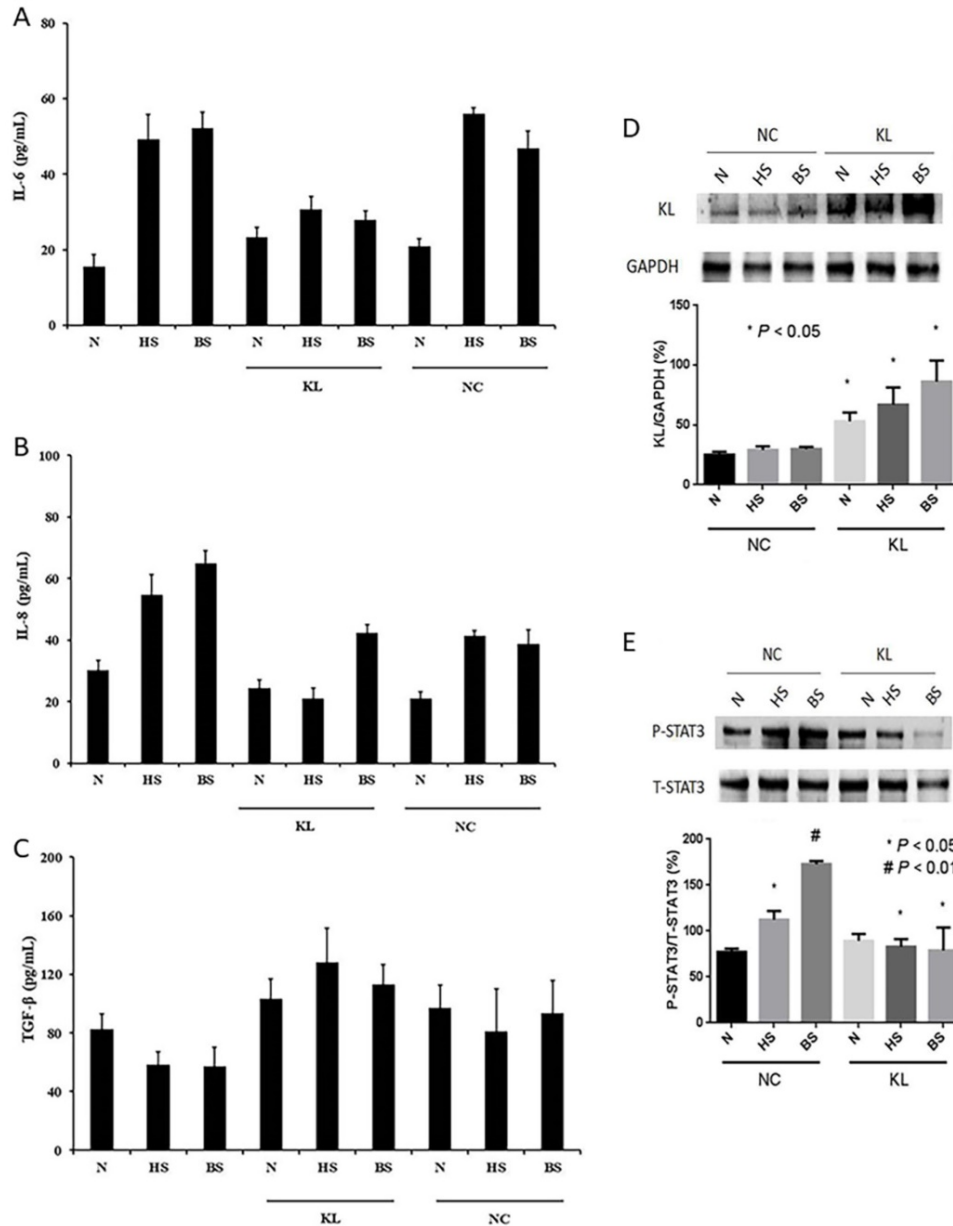 A
80
60
40
20
0
IL-6 (pg/mL)
N HS BS N HS BS N HS BS
KL NC
B
100
80
60
40
20
0
IL-8 (pg/mL)
N HS BS N HS BS N HS BS
KL NC
C
200
160
120
80
40
0
TGF-β (pg/mL)
N HS BS N HS BS N HS BS
KL NC
D
NC KL
N HS BS N HS BS
KL
GAPDH
150
100
50
0
KL/GAPDH (%)
* P < 0.05
* * *
N HS BS N HS BS
NC KL
E
NC KL
N HS BS N HS BS
P-STAT3
T-STAT3
200
150
100
50
0
P-STAT3/T-STAT3 (%)
* P < 0.05
# P < 0.01
* # * *
N HS BS N HS BS
NC KL